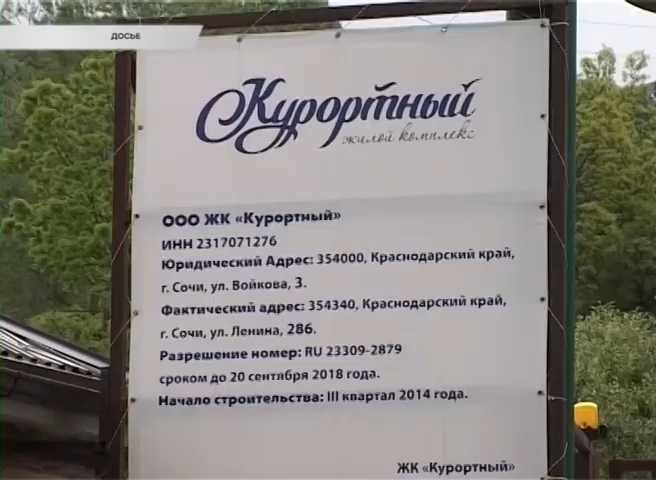 ДОСЬЕ
Курортный
жилой комплекс
ООО ЖК «Курортный»
ИНН 2317071276
Юридический Адрес: 354000, Краснодарский край,
г. Сочи, ул. Войкова, 3.
Фактический адрес: 354340, Краснодарский край,
г. Сочи, ул. Ленина, 286.
Разрешение номер: RU 23309-2879
сроком до 20 сентября 2018 года.
Начало строительства: III квартал 2014 года.
ЖК «Курортный»